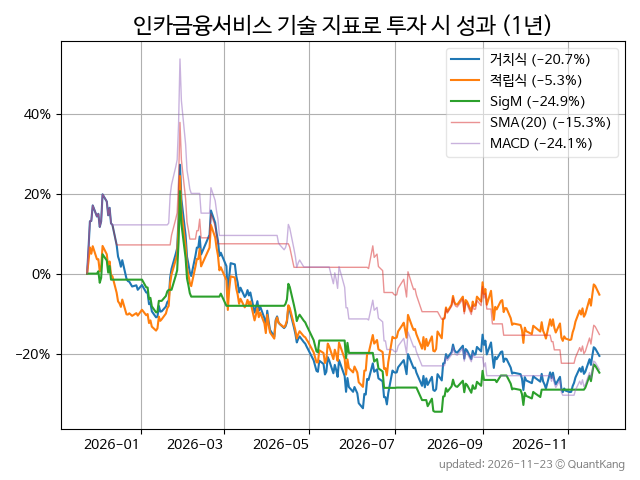 인카금융서비스 기술 지표로 투자 시 성과 (1년)
거치식 (−20.7%)
적립식 (−5.3%)
SigM (−24.9%)
SMA(20) (−15.3%)
MACD (−24.1%)
40%
20%
0%
−20%
2026-01 2026-03 2026-05 2026-07 2026-09 2026-11
updated: 2026-11-23 © QuantKang